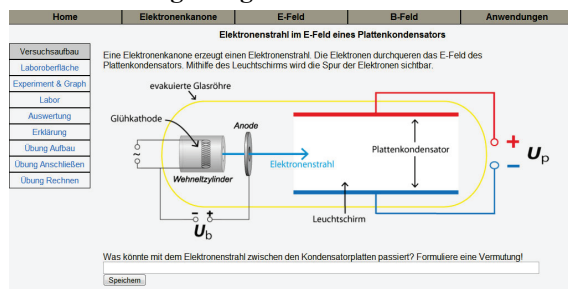 Home Elektronenkanone E-Feld B-Feld Anwendungen
Elektronenstrahl im E-Feld eines Plattenkondensators
Versuchsaufbau
Laboroberfläche
Experiment & Graph
Labor
Auswertung
Erklärung
Übung Aufbau
Übung Anschließen
Übung Rechnen
Eine Elektronenkanone erzeugt einen Elektronenstrahl. Die Elektronen durchqueren das E-Feld des
Plattenkondensators. Mithilfe des Leuchtschirms wird die Spur der Elektronen sichtbar.
evakuierte Glasröhre
Glühkathode
Anode
~
Elektronenstrahl
Wehneltzylinder
Plattenkondensator
+
–
Up
Leuchtschirm
– +
Ub
Was könnte mit dem Elektronenstrahl zwischen den Kondensatorplatten passiert? Formuliere eine Vermutung!
Speichern